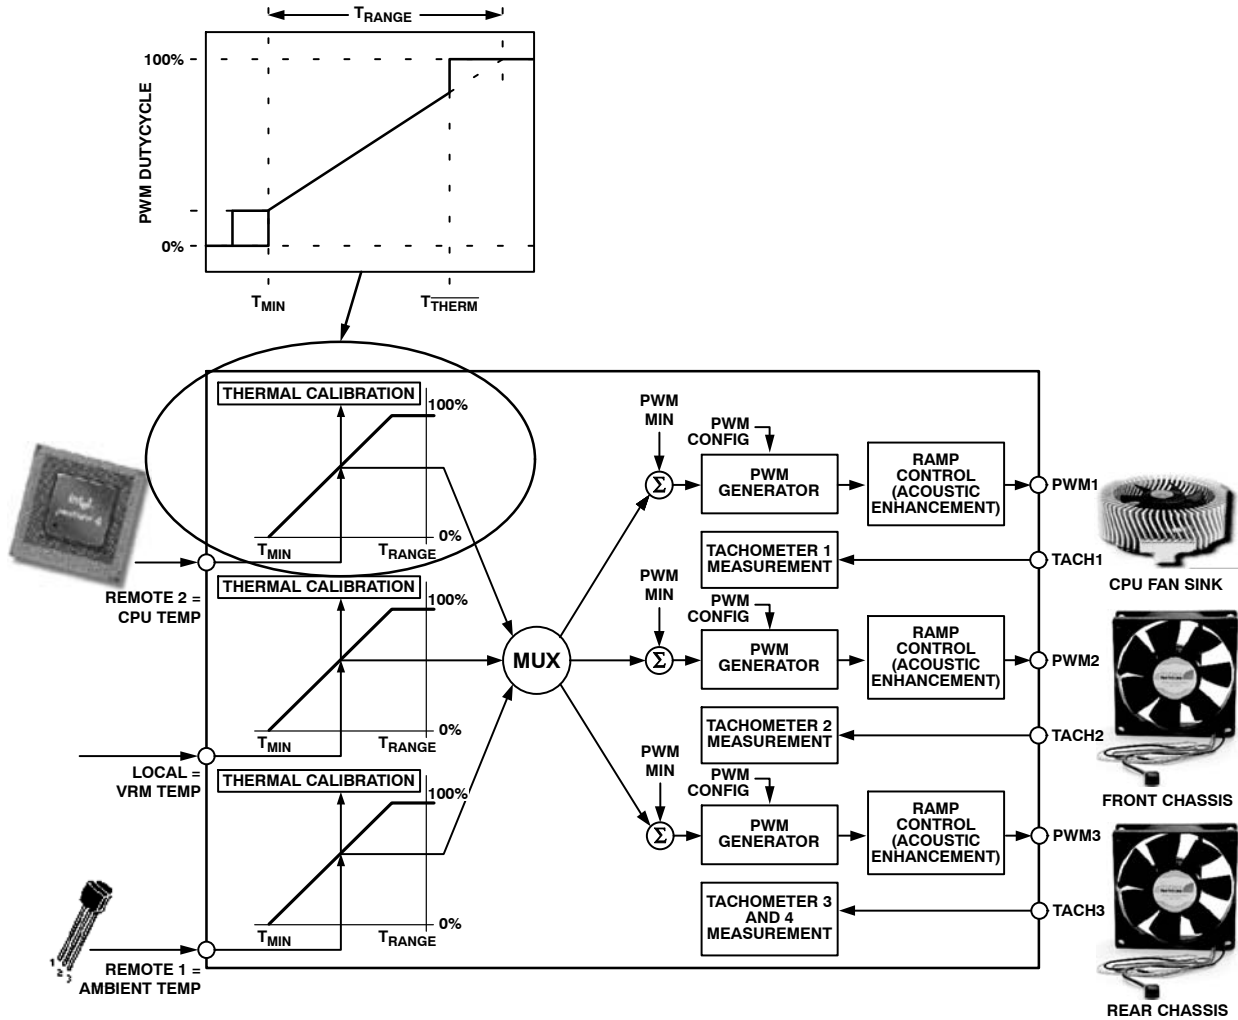 TRANGE
100%
PWM DUTYCYCLE
0%
TMIN
TTHERM
THERMAL CALIBRATION
100%
0%
TMIN
TRANGE
REMOTE 2 =
CPU TEMP
THERMAL CALIBRATION
100%
0%
TMIN
TRANGE
LOCAL =
VRM TEMP
THERMAL CALIBRATION
100%
0%
TMIN
TRANGE
REMOTE 1 =
AMBIENT TEMP
1
2
3
MUX
PWM
MIN
Σ
PWM
CONFIG
PWM
GENERATOR
RAMP
CONTROL
(ACOUSTIC
ENHANCEMENT)
PWM1
TACHOMETER 1
MEASUREMENT
TACH1
CPU FAN SINK
PWM
MIN
Σ
PWM
CONFIG
PWM
GENERATOR
RAMP
CONTROL
(ACOUSTIC
ENHANCEMENT)
PWM2
TACHOMETER 2
MEASUREMENT
TACH2
FRONT CHASSIS
PWM
MIN
Σ
PWM
CONFIG
PWM
GENERATOR
RAMP
CONTROL
(ACOUSTIC
ENHANCEMENT)
PWM3
TACHOMETER 3
AND 4
MEASUREMENT
TACH3
REAR CHASSIS
intel